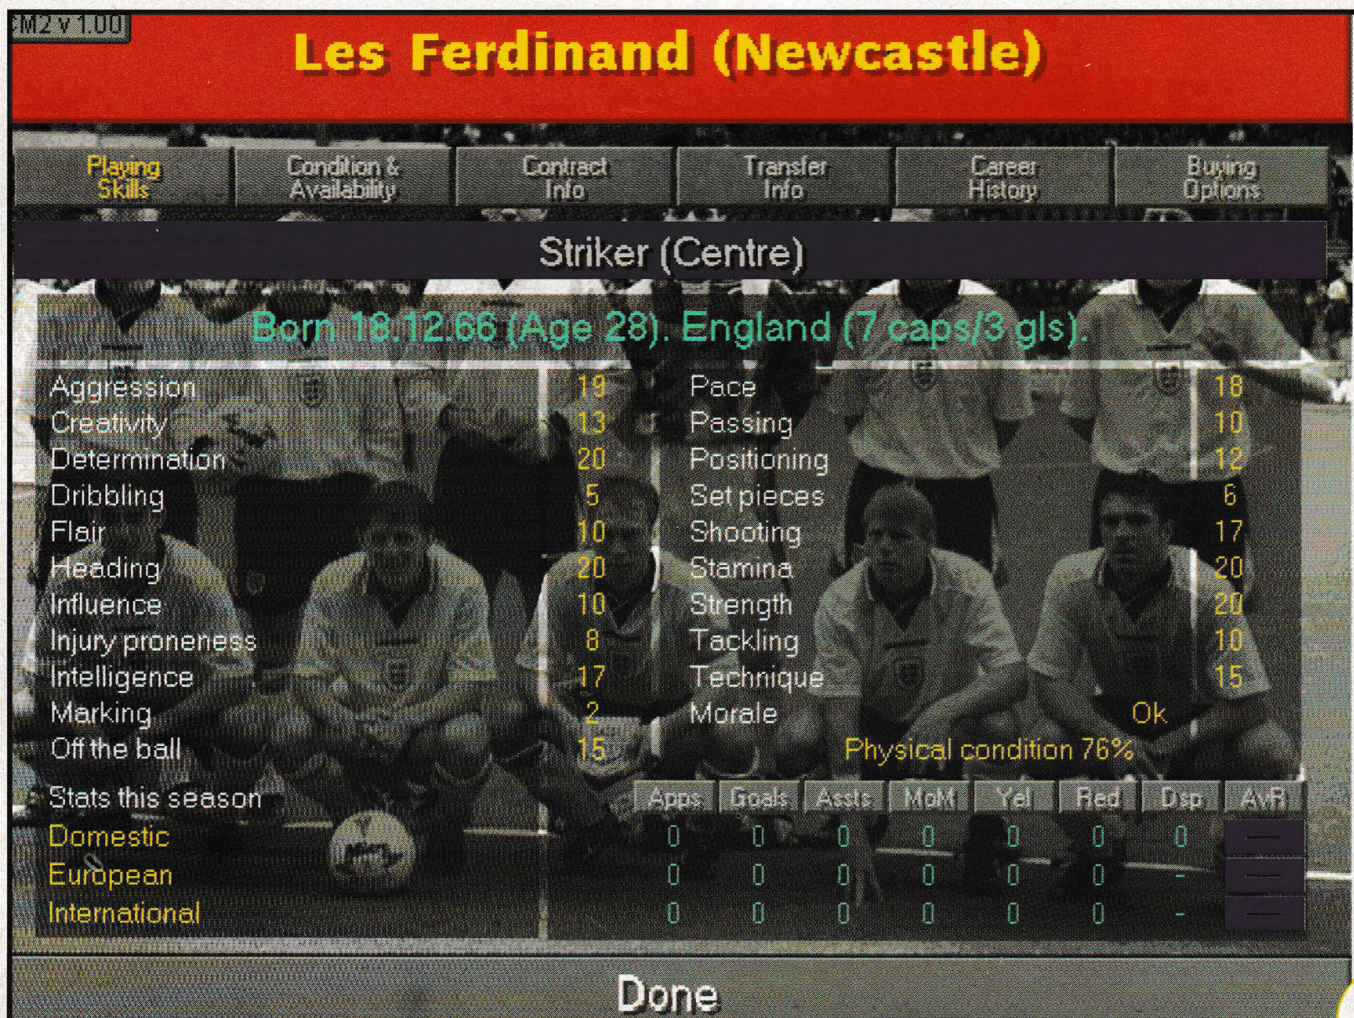 CM2 v 1.00
Les Ferdinand (Newcastle)
Playing Skills
Condition & Availability
Contract Info
Transfer Info
Career History
Buying Options
Striker (Centre)
Born 18.12.66 (Age 28). England (7 caps/3 gls).
Aggression 19 Pace 18
Creativity 13 Passing 10
Determination 20 Positioning 12
Dribbling 5 Set pieces 6
Flair 10 Shooting 17
Heading 20 Stamina 20
Influence 10 Strength 20
Injury proneness 8 Tackling 10
Intelligence 17 Technique 15
Marking 2 Morale Ok
Off the ball 15 Physical condition 76%
Stats this season Apps Goals Assts MoM Yel Red Dsp AvR
Domestic 0 0 0 0 0 0 0 —
European 0 0 0 0 0 0 - —
International 0 0 0 0 0 0 - —
Mitre
Done